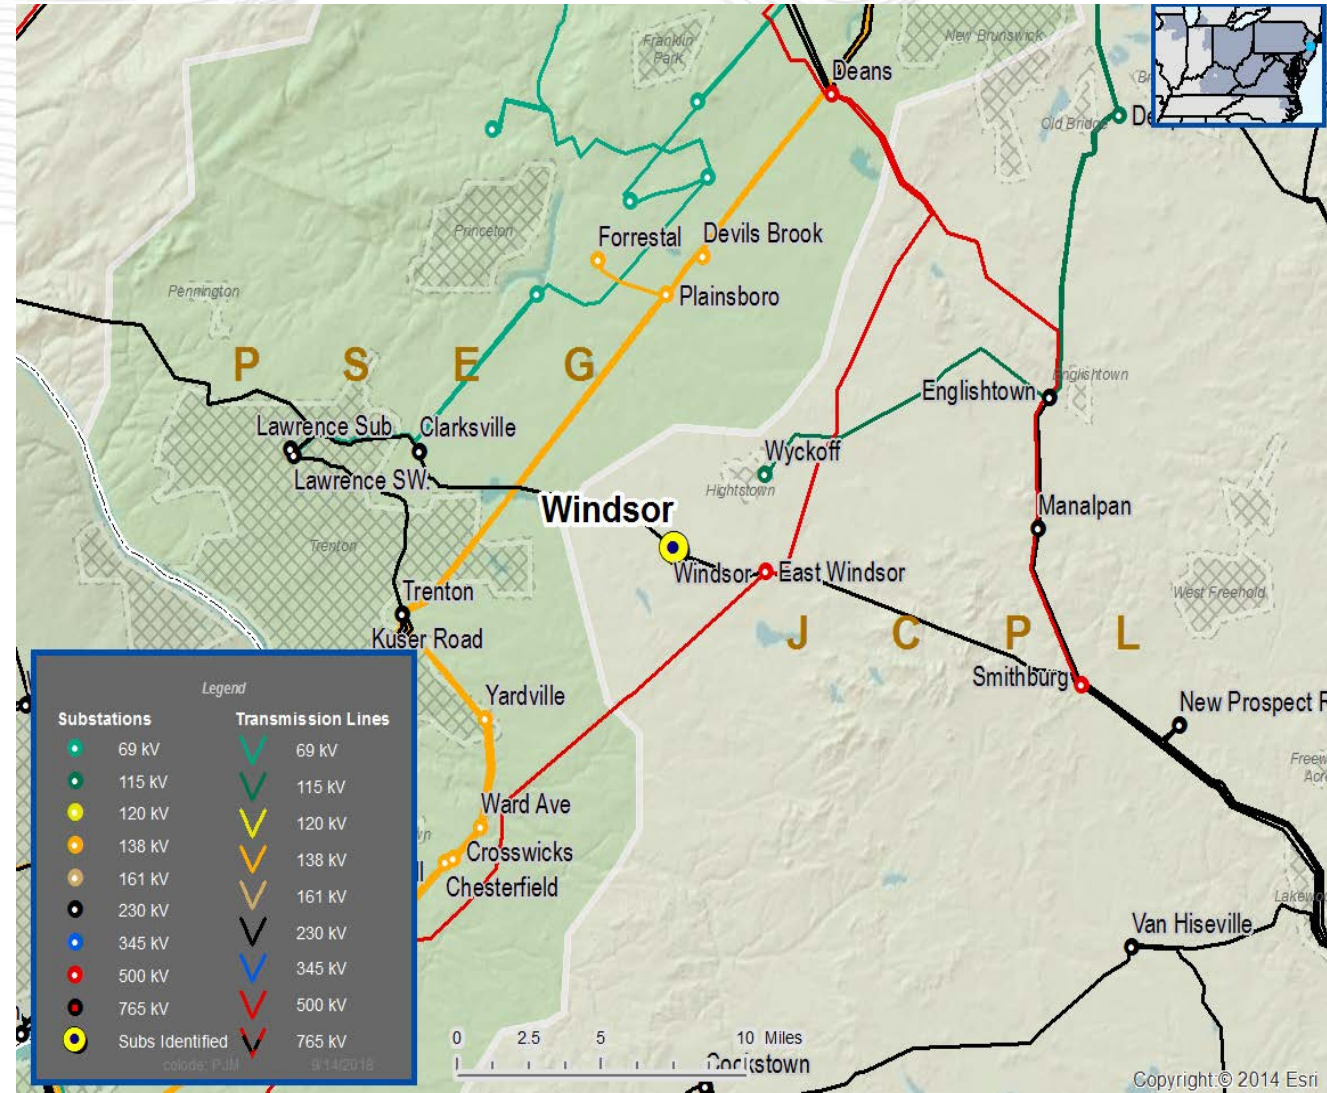 Franklin
Park
New Brunswick
Deans
Old Bridge
Princeton
Forrestal
Devils Brook
Pennington
Plainsboro
P S E G
Englishtown
Englishtown
Lawrence Sub
Clarksville
Wyckoff
Lawrence SW.
Hightstown
Windsor
Manalpan
Trenton
Windsor
East Windsor
West Freehold
Trenton
Kuser Road
J C P L
Smithburg
Yardville
New Prospect
Ward Ave
Crosswicks
Chesterfield
Van Hiseville
Legend
Substations
Transmission Lines
69 kV
69 kV
115 kV
115 kV
120 kV
120 kV
138 kV
138 kV
161 kV
161 kV
230 kV
230 kV
345 kV
345 kV
500 kV
500 kV
765 kV
765 kV
Subs Identified
9/14/2018
0 2.5 5 10 Miles
Copyright:© 2014 Esri